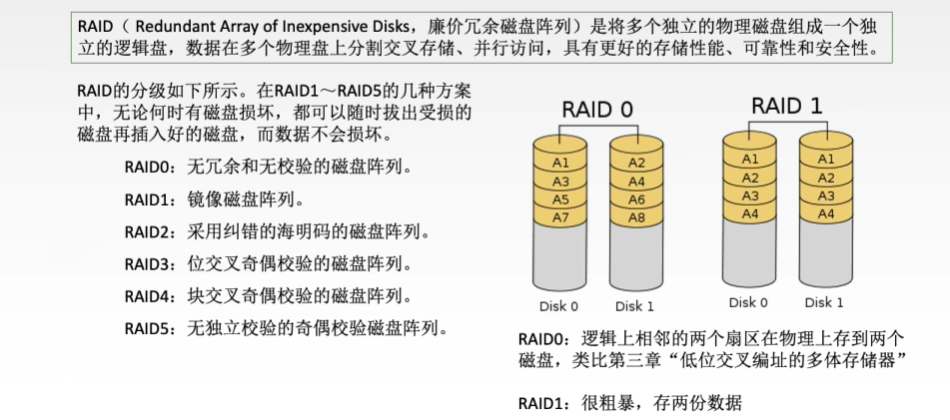 RAID（ Redundant Array of Inexpensive Disks，廉价冗余磁盘阵列）是将多个独立的物理磁盘组成一个独
立的逻辑盘，数据在多个物理盘上分割交叉存储、并行访问，具有更好的存储性能、可靠性和安全性。
RAID的分级如下所示。在RAID1～RAID5的几种方案
中，无论何时有磁盘损坏，都可以随时拔出受损的
磁盘再插入好的磁盘，而数据不会损坏。
RAID0：无冗余和无校验的磁盘阵列。
RAID1：镜像磁盘阵列。
RAID2：采用纠错的海明码的磁盘阵列。
RAID3：位交叉奇偶校验的磁盘阵列。
RAID4：块交叉奇偶校验的磁盘阵列。
RAID5：无独立校验的奇偶校验磁盘阵列。
RAID 0
A1 A2
A3 A4
A5 A6
A7 A8
Disk 0 Disk 1
RAID 1
A1 A1
A2 A2
A3 A3
A4 A4
Disk 0 Disk 1
RAID0：逻辑上相邻的两个扇区在物理上存到两个
磁盘，类比第三章“低位交叉编址的多体存储器”
RAID1：很粗暴，存两份数据